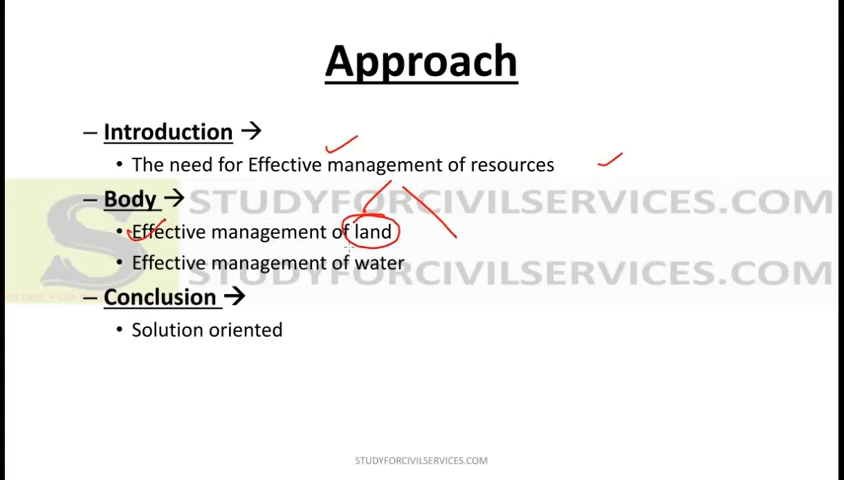 Approach
– Introduction →
• The need for Effective management of resources
– Body →
STUDYFORCIVILSERVICES.COM
• Effective management of land
• Effective management of water
STUDYFORCIVILSERVICES.COM
– Conclusion →
• Solution oriented
STUDYFORCIVILSERVICES.COM